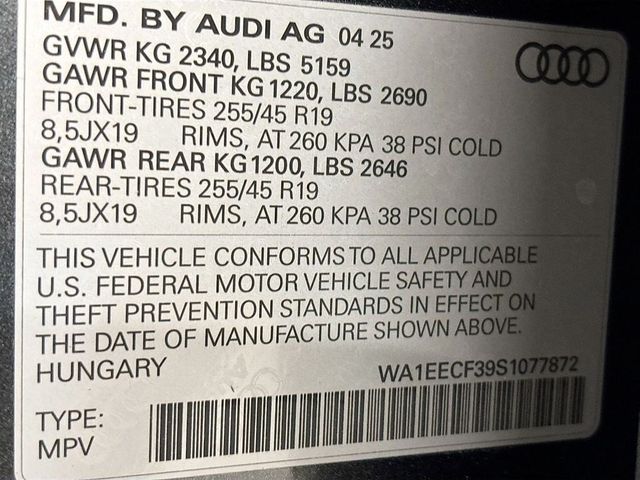 MFD. BY AUDI AG 04 25
GVWR KG 2340, LBS 5159
GAWR FRONT KG 1220, LBS 2690
FRONT-TIRES 255/45 R19
8,5JX19 RIMS, AT 260 KPA 38 PSI COLD
GAWR REAR KG 1200, LBS 2646
REAR-TIRES 255/45 R19
8,5JX19 RIMS, AT 260 KPA 38 PSI COLD
THIS VEHICLE CONFORMS TO ALL APPLICABLE
U.S. FEDERAL MOTOR VEHICLE SAFETY AND
THEFT PREVENTION STANDARDS IN EFFECT ON
THE DATE OF MANUFACTURE SHOWN ABOVE.
HUNGARY WA1EECF39S1077872
TYPE:
MPV